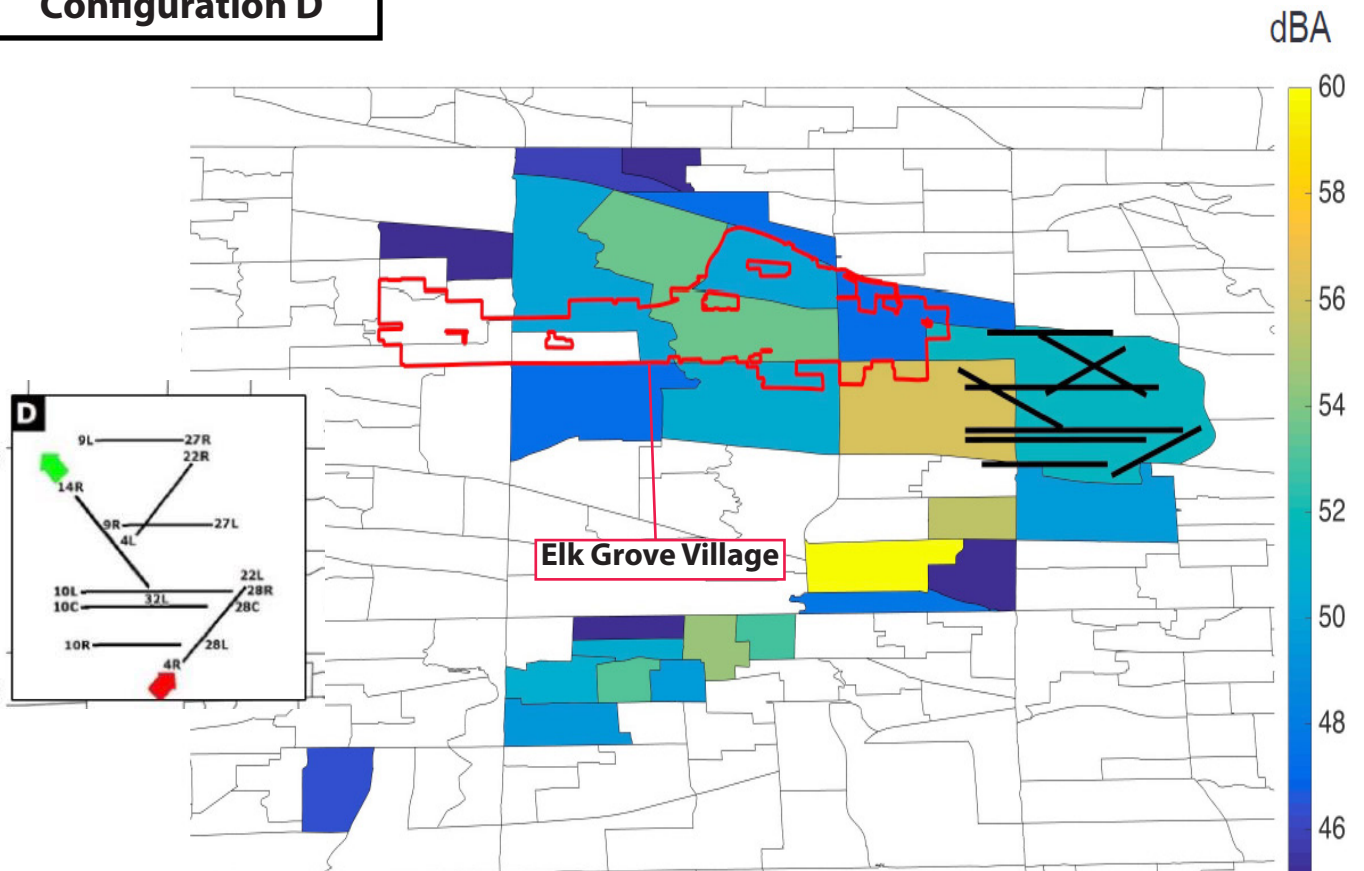 Configuration D
dBA
60
58
56
54
52
50
48
46
Elk Grove Village
D
9L
27R
22R
14R
9R
27L
4L
22L
10L
28R
32L
10C
28C
10R
28L
4R